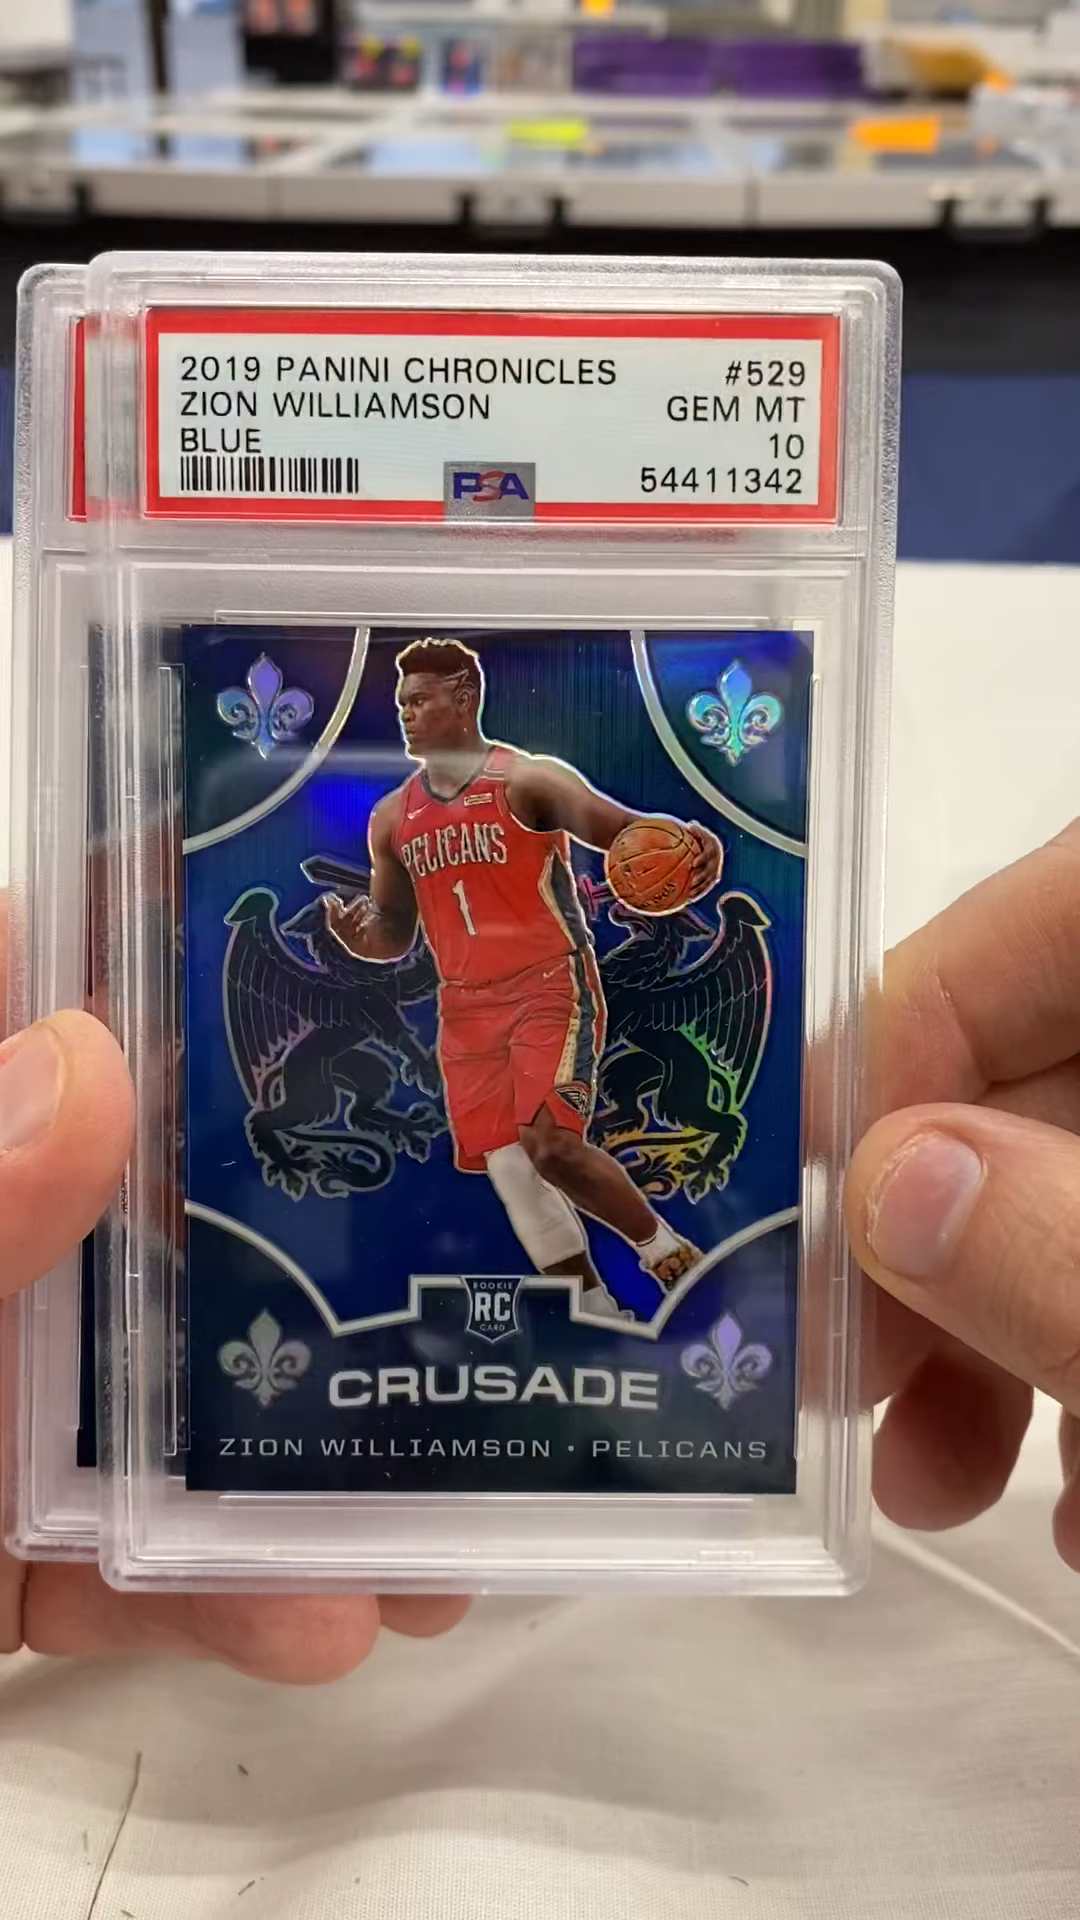 2019 PANINI CHRONICLES #529
ZION WILLIAMSON GEM MT
BLUE 10
PSA 54411342
PELICANS
1
ROOKIE
RC
CARD
CRUSADE
ZION WILLIAMSON • PELICANS